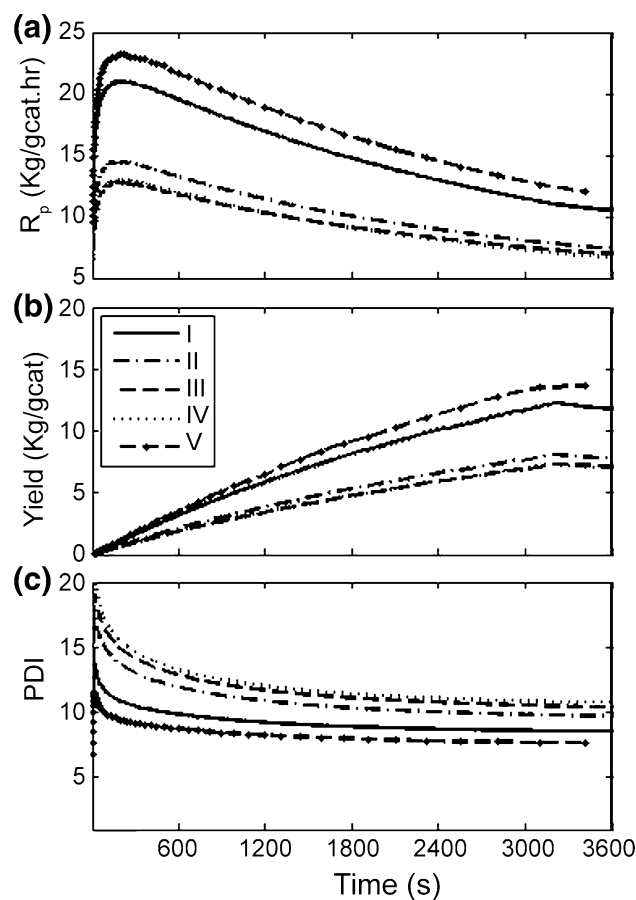 (a)
25
20
15
10
5
R_p (Kg/gcat.hr)
(b)
20
15
10
5
0
Yield (Kg/gcat)
I
II
III
IV
V
(c)
20
15
10
5
PDI
600 1200 1800 2400 3000 3600
Time (s)